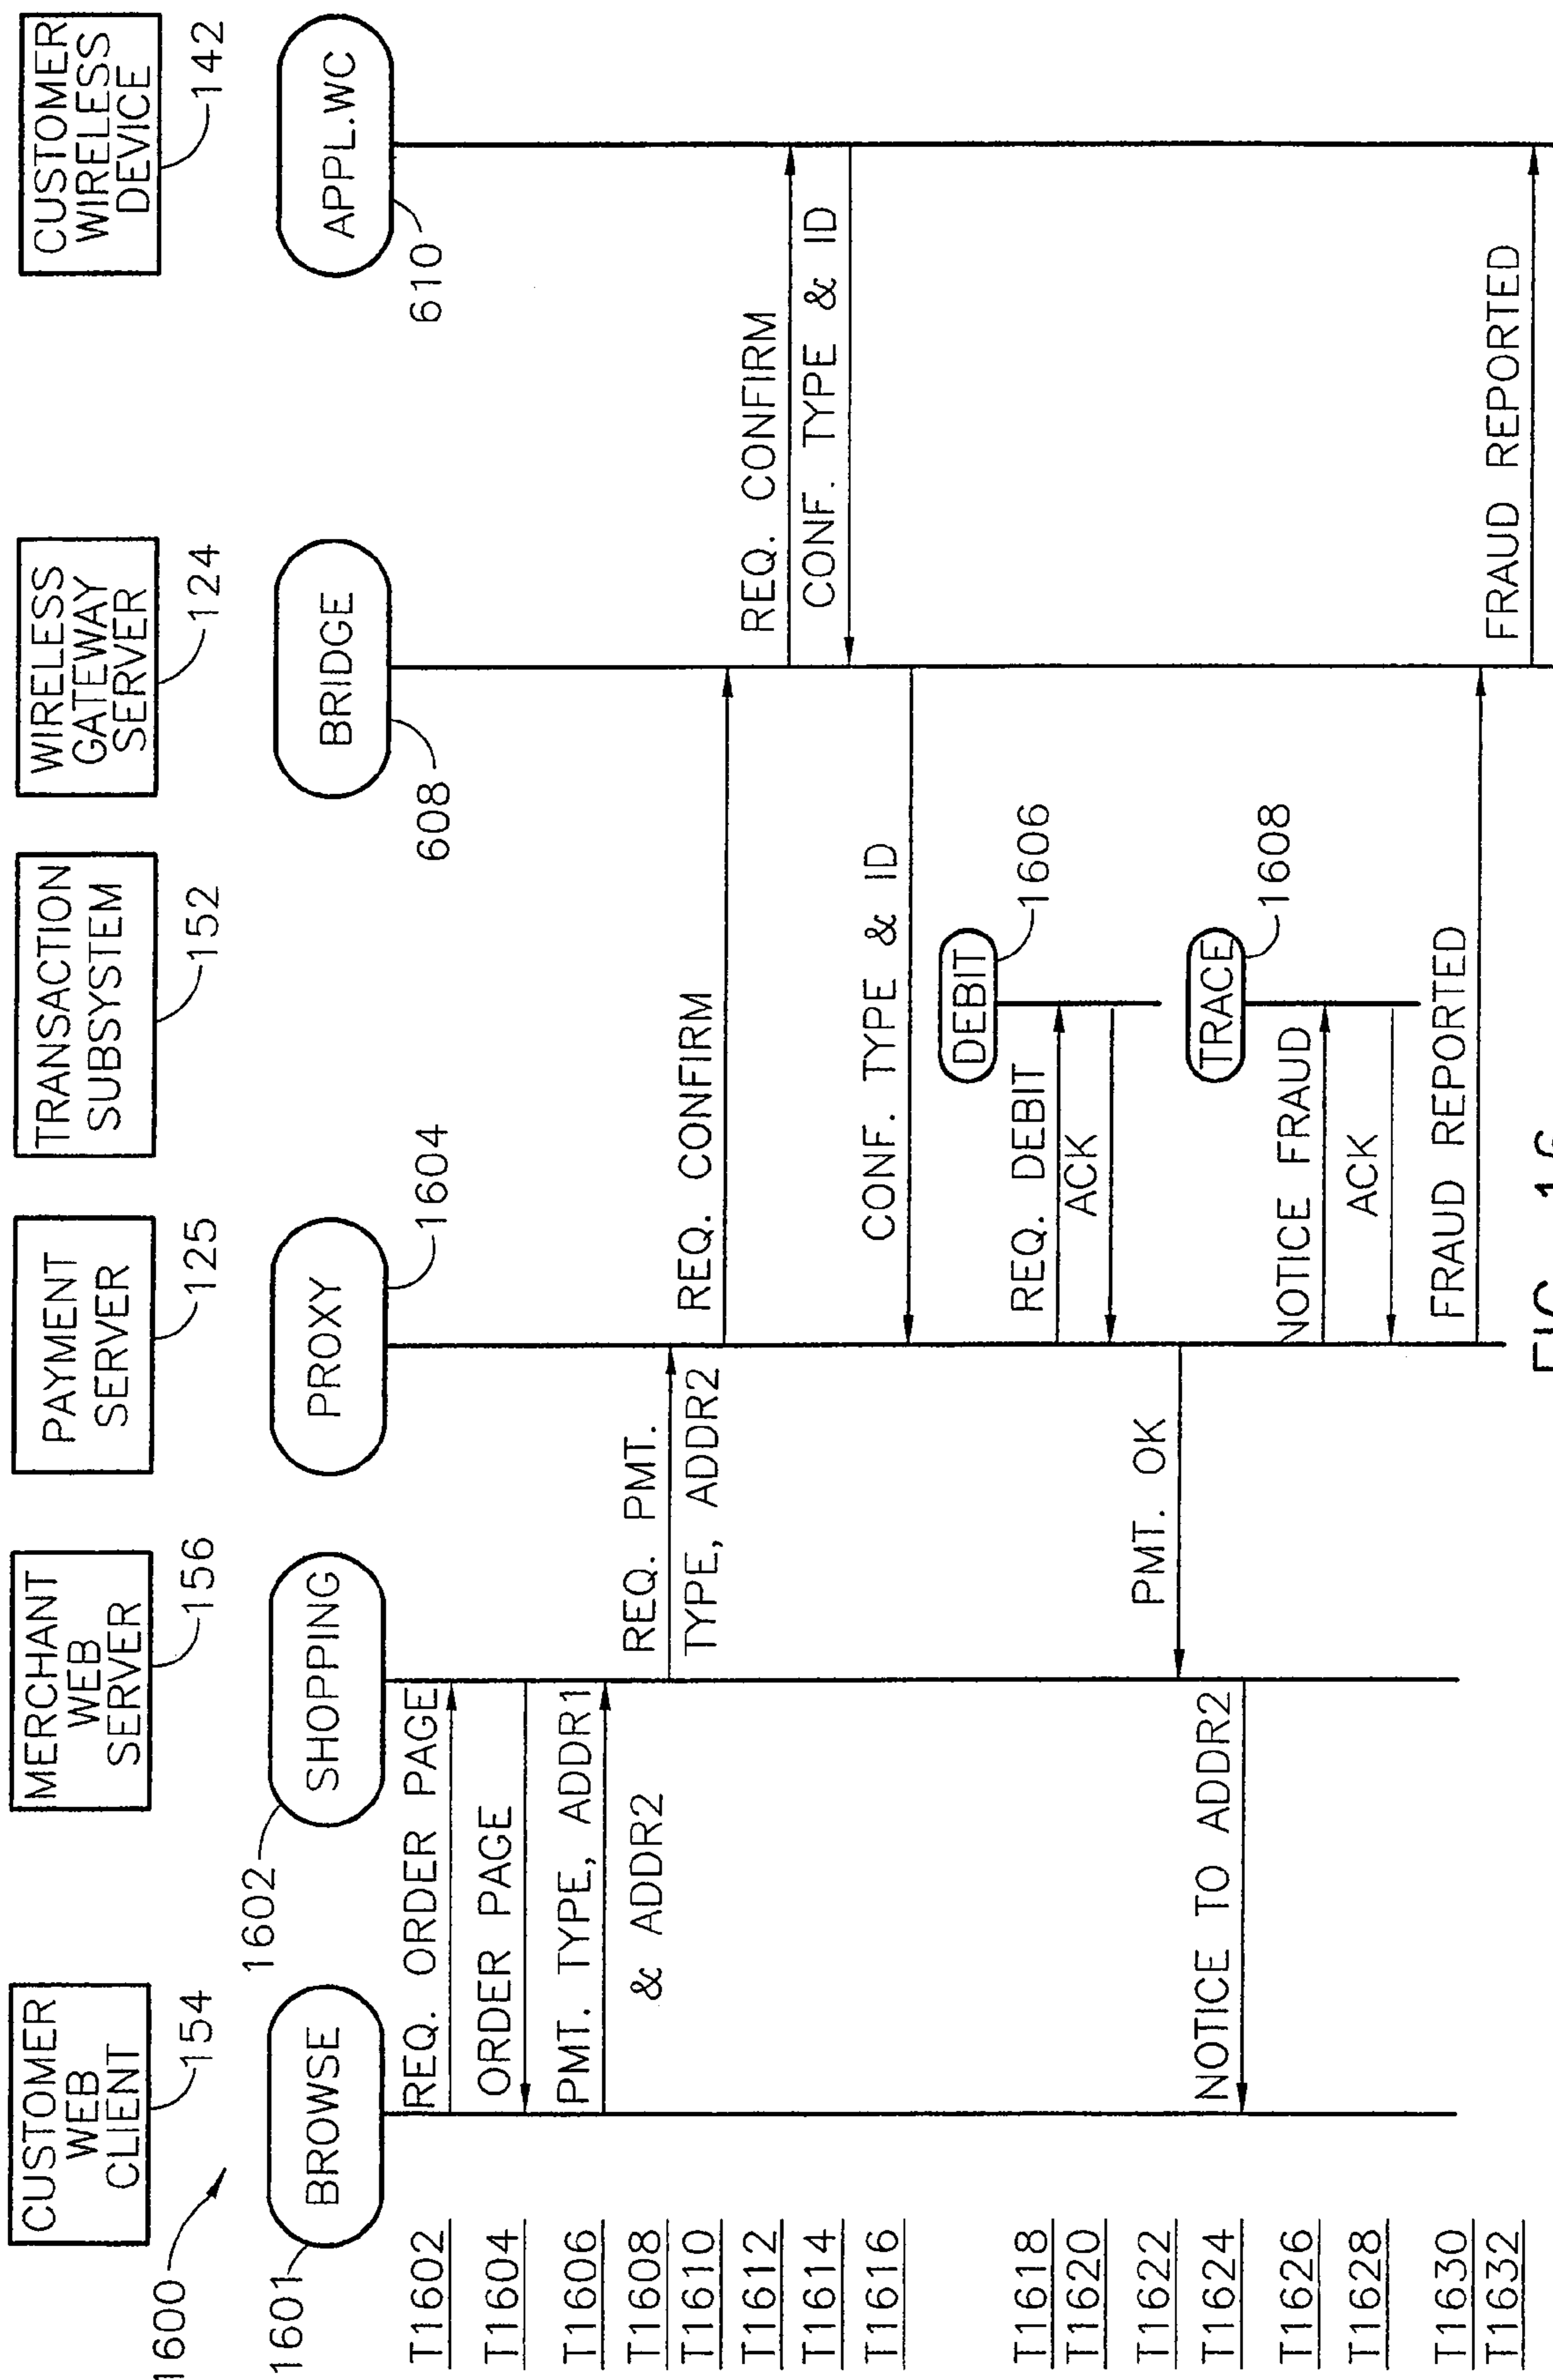 1600
CUSTOMER
WEB
CLIENT
154
MERCHANT
WEB
SERVER
156
PAYMENT
SERVER
125
TRANSACTION
SUBSYSTEM
152
WIRELESS
GATEWAY
SERVER
124
CUSTOMER
WIRELESS
DEVICE
142
1601
BROWSE
1602
SHOPPING
PROXY
1604
BRIDGE
608
APPL.WC
610
T1602
REQ. ORDER PAGE
T1604
ORDER PAGE
T1606
PMT. TYPE, ADDR1
& ADDR2
T1608
REQ. PMT.
TYPE, ADDR2
T1610
REQ. CONFIRM
T1612
REQ. CONFIRM
T1614
CONF. TYPE & ID
T1616
CONF. TYPE & ID
DEBIT
1606
T1618
REQ. DEBIT
T1620
ACK
T1622
PMT. OK
T1624
NOTICE TO ADDR2
TRACE
1608
T1626
NOTICE FRAUD
T1628
ACK
T1630
FRAUD REPORTED
T1632
FRAUD REPORTED
FIG. 16